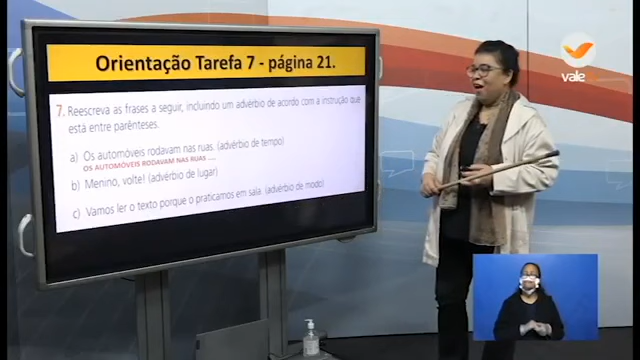 Orientação Tarefa 7 - página 21.
7. Reescreva as frases a seguir, incluindo um advérbio de acordo com a instrução que
está entre parênteses.
a) Os automóveis rodavam nas ruas. (advérbio de tempo)
OS AUTOMÓVEIS RODAVAM NAS RUAS ....
b) Menino, volte! (advérbio de lugar)
c) Vamos ler o texto porque o praticamos em sala. (advérbio de modo)
vale